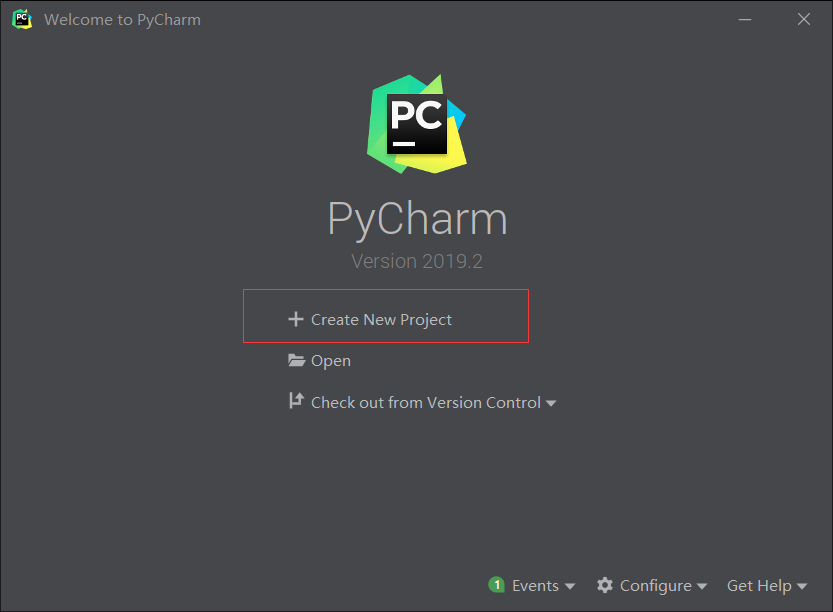 PC
Welcome to PyCharm
PC
PyCharm
Version 2019.2
Create New Project
Open
Check out from Version Control
1 Events Configure Get Help